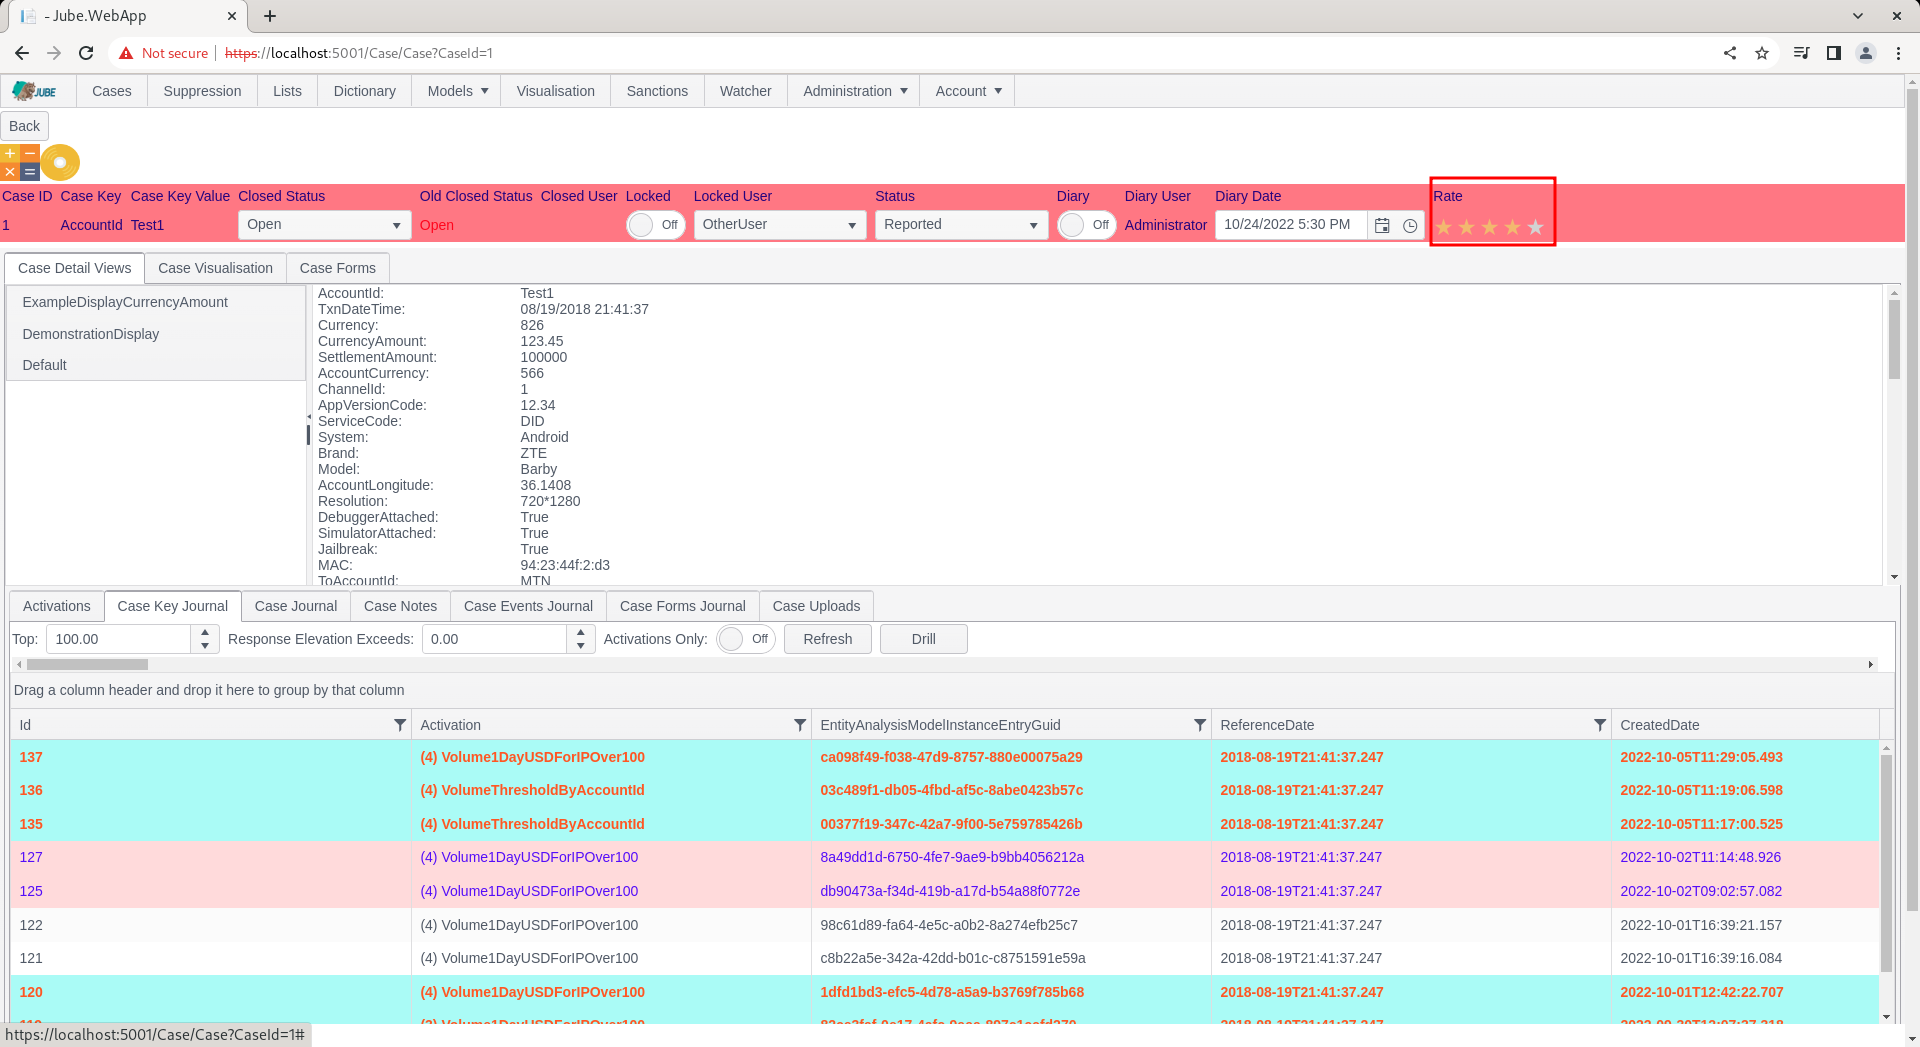 - Jube.WebApp
Not secure https://localhost:5001/Case/Case?CaseId=1
JUBE Cases Suppression Lists Dictionary Models Visualisation Sanctions Watcher Administration Account
Back
Case ID Case Key Case Key Value Closed Status Old Closed Status Closed User Locked Locked User Status Diary Diary User Diary Date Rate
1 AccountId Test1 Open Open Off OtherUser Reported Off Administrator 10/24/2022 5:30 PM
Case Detail Views Case Visualisation Case Forms
ExampleDisplayCurrencyAmount
DemonstrationDisplay
Default
AccountId: Test1
TxnDateTime: 08/19/2018 21:41:37
Currency: 826
CurrencyAmount: 123.45
SettlementAmount: 100000
AccountCurrency: 566
ChannelId: 1
AppVersionCode: 12.34
ServiceCode: DID
System: Android
Brand: ZTE
Model: Barby
AccountLongitude: 36.1408
Resolution: 720*1280
DebuggerAttached: True
SimulatorAttached: True
Jailbreak: True
MAC: 94:23:44f:2:d3
ToAccountId: MTN
Activations Case Key Journal Case Journal Case Notes Case Events Journal Case Forms Journal Case Uploads
Top: 100.00 Response Elevation Exceeds: 0.00 Activations Only: Off Refresh Drill
Drag a column header and drop it here to group by that column
Id Activation EntityAnalysisModelInstanceEntryGuid ReferenceDate CreatedDate
137 (4) Volume1DayUSDForIPOver100 ca098f49-f038-47d9-8757-880e00075a29 2018-08-19T21:41:37.247 2022-10-05T11:29:05.493
136 (4) VolumeThresholdByAccountId 03c489f1-db05-4fbd-af5c-8abe0423b57c 2018-08-19T21:41:37.247 2022-10-05T11:19:06.598
135 (4) VolumeThresholdByAccountId 00377f19-347c-42a7-9f00-5e759785426b 2018-08-19T21:41:37.247 2022-10-05T11:17:00.525
127 (4) Volume1DayUSDForIPOver100 8a49dd1d-6750-4fe7-9ae9-b9bb4056212a 2018-08-19T21:41:37.247 2022-10-02T11:14:48.926
125 (4) Volume1DayUSDForIPOver100 db90473a-f34d-419b-a17d-b54a88f0772e 2018-08-19T21:41:37.247 2022-10-02T09:02:57.082
122 (4) Volume1DayUSDForIPOver100 98c61d89-fa64-4e5c-a0b2-8a274efb25c7 2018-08-19T21:41:37.247 2022-10-01T16:39:21.157
121 (4) Volume1DayUSDForIPOver100 c8b22a5e-342a-42dd-b01c-c8751591e59a 2018-08-19T21:41:37.247 2022-10-01T16:39:16.084
120 (4) Volume1DayUSDForIPOver100 1dfd1bd3-efc5-4d78-a5a9-b3769f785b68 2018-08-19T21:41:37.247 2022-10-01T12:42:22.707
https://localhost:5001/Case/Case?CaseId=1#